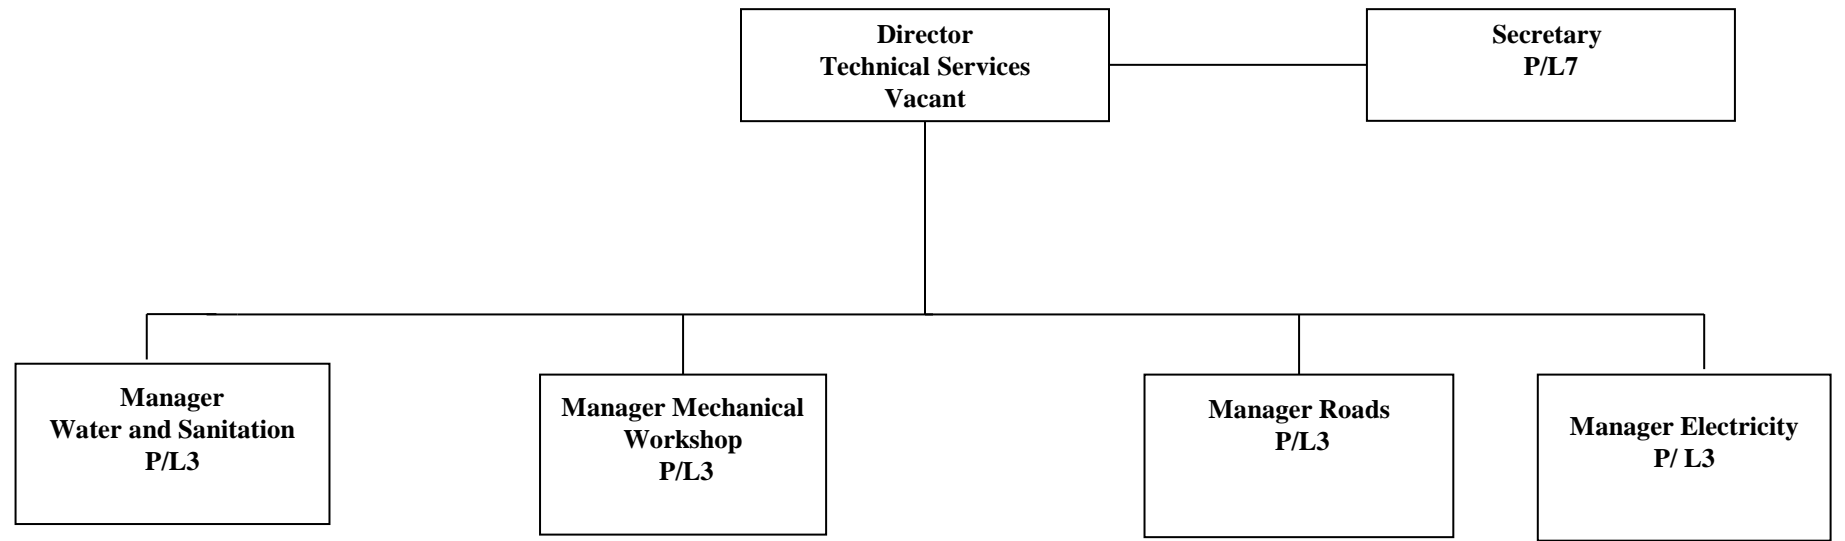 Director
Technical Services
Vacant
Secretary
P/L7
Manager
Water and Sanitation
P/L3
Manager Mechanical
Workshop
P/L3
Manager Roads
P/L3
Manager Electricity
P/ L3